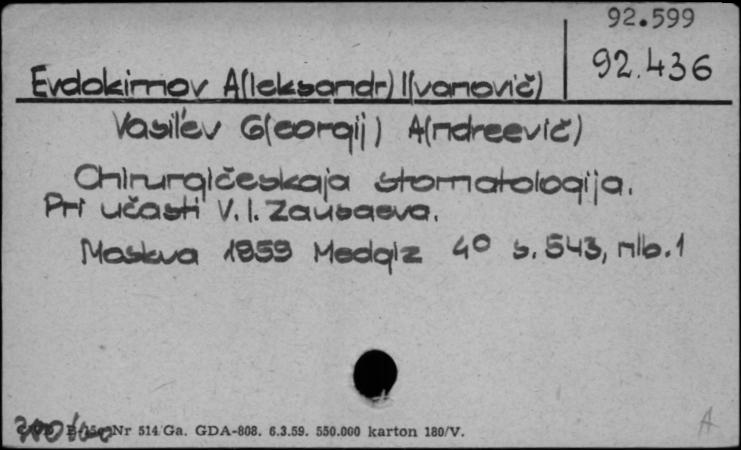 92.599
92.436
Evdokimov A(leksandr) I(vanovič)
Vasil'ev G(eorgij) A(ndreevič)
Chirurgičeskaja stomatologija.
Pri učasti V. I. Zausaeva.
Moskva 1959 Medgiz 4° s. 543, nlb. 1
Nr 514 Ga. GDA-808. 6.3.59. 550.000 karton 180/V.
A